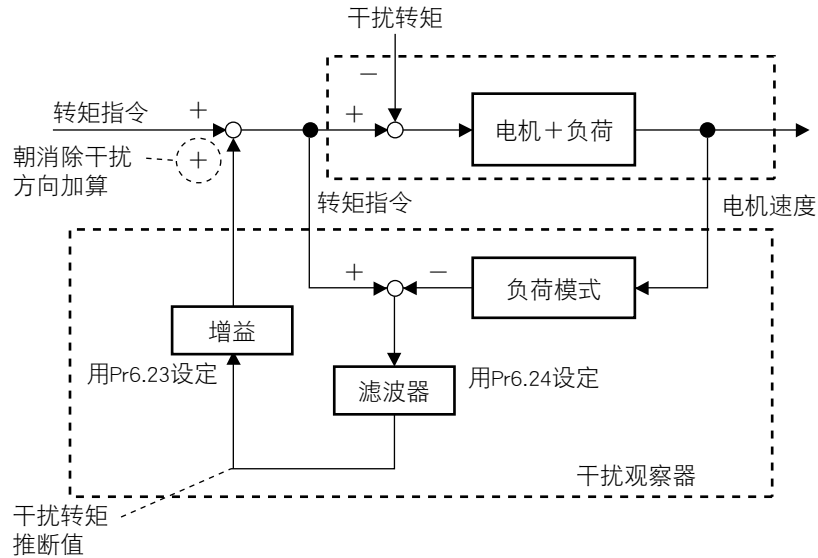 干扰转矩
－
转矩指令
＋
＋
电机＋负荷
朝消除干扰
方向加算
＋
转矩指令
电机速度
＋
－
负荷模式
增益
用Pr6.23设定
滤波器
用Pr6.24设定
干扰观察器
干扰转矩
推断值